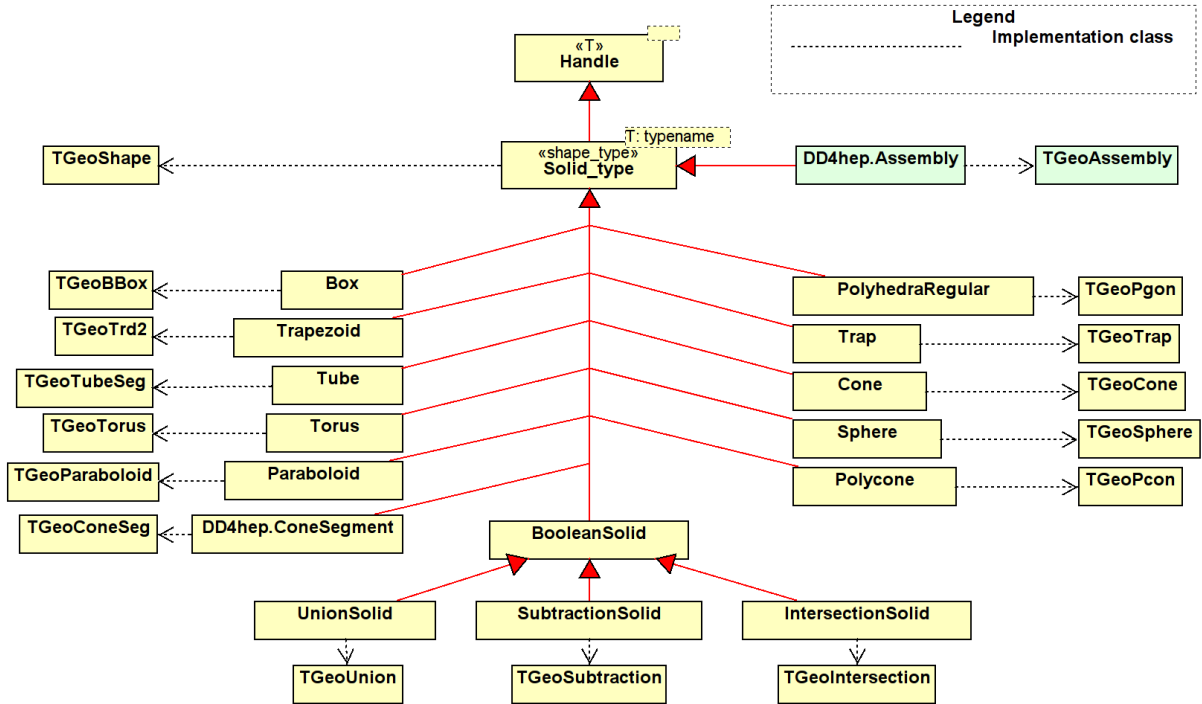 Legend
Implementation class
«T»
Handle
T: typename
«shape_type»
Solid_type
TGeoShape
DD4hep.Assembly
TGeoAssembly
TGeoBBox
Box
PolyhedraRegular
TGeoPgon
TGeoTrd2
Trapezoid
Trap
TGeoTrap
TGeoTubeSeg
Tube
Cone
TGeoCone
TGeoTorus
Torus
Sphere
TGeoSphere
TGeoParaboloid
Paraboloid
Polycone
TGeoPcon
TGeoConeSeg
DD4hep.ConeSegment
BooleanSolid
UnionSolid
SubtractionSolid
IntersectionSolid
TGeoUnion
TGeoSubtraction
TGeoIntersection